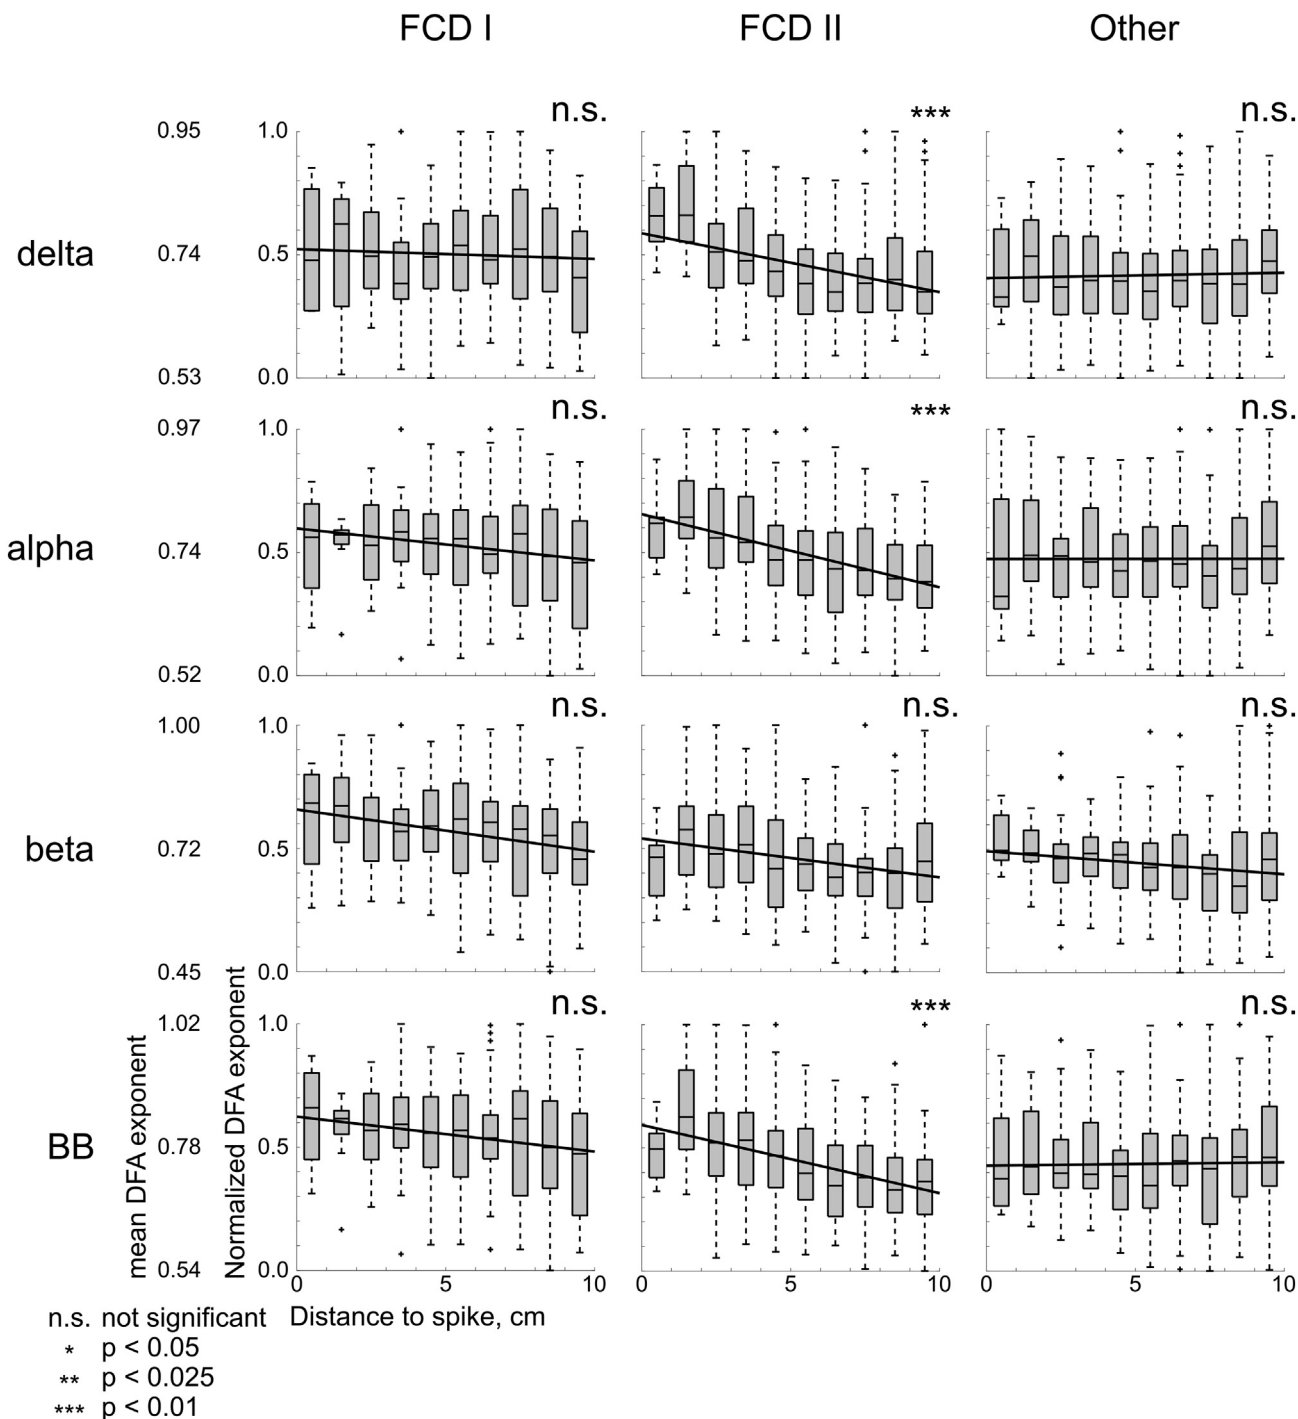 FCD I FCD II Other
n.s. *** n.s.
0.95 1.0
delta 0.74 0.5
0.53 0.0
n.s. *** n.s.
0.97 1.0
alpha 0.74 0.5
0.52 0.0
n.s. n.s. n.s.
1.00 1.0
beta 0.72 0.5
0.45 0.0
n.s. *** n.s.
1.02 1.0
BB 0.78 0.5
0.54 0.0
mean DFA exponent
Normalized DFA exponent
0 5 10 0 5 10 0 5 10
Distance to spike, cm
n.s. not significant
* p < 0.05
** p < 0.025
*** p < 0.01